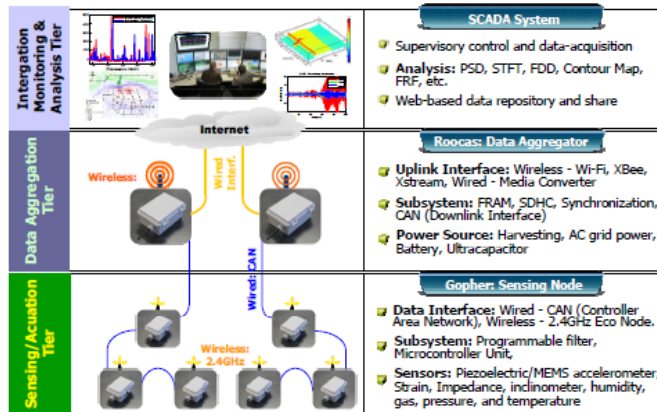 Intergation
Monitoring &
Analysis Tier
SCADA System
Supervisory control and data-acquisition
Analysis: PSD, STFT, FDD, Contour Map,
FRF, etc.
Web-based data repository and share
Internet
Data Aggregation
Tier
Wireless:
Wired
Interf.
Roocas: Data Aggregator
Uplink Interface: Wireless - Wi-Fi, XBee,
Xstream, Wired - Media Converter
Subsystem: FRAM, SDHC, Synchronization,
CAN (Downlink Interface)
Power Source: Harvesting, AC grid power,
Battery, Ultracapacitor
Sensing/Acuation
Tier
Wired: CAN
Wireless:
2.4GHz
Gopher: Sensing Node
Data Interface: Wired - CAN (Controller
Area Network), Wireless - 2.4GHz Eco Node.
Subsystem: Programmable filter,
Microcontroller Unit,
Sensors: Piezoelectric/MEMS accelerometer,
Strain, Impedance, inclinometer, humidity,
gas, pressure, and temperature